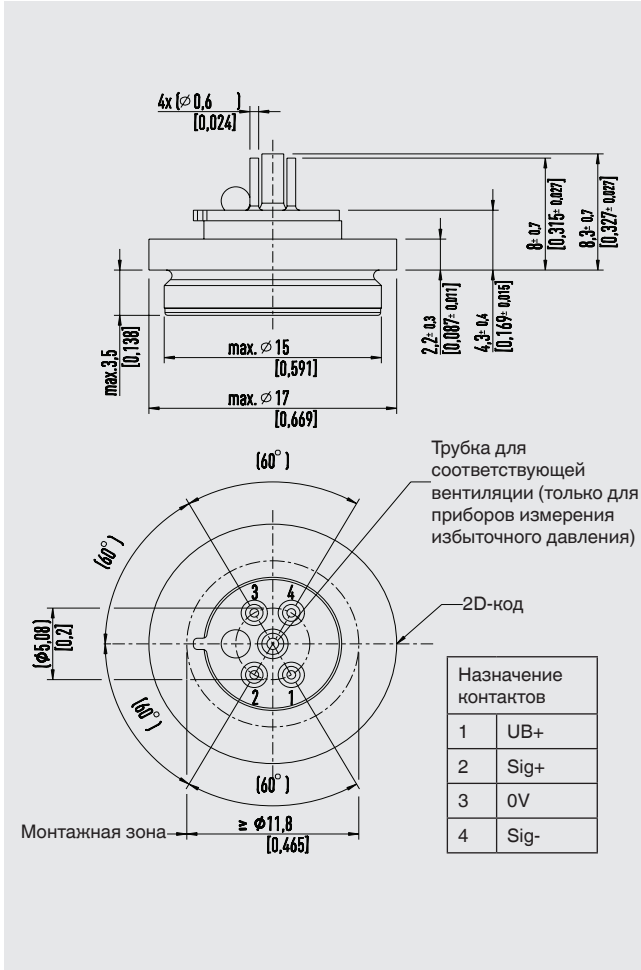 4x (⌀0,6 )
[0,024]
8± 0,7
[0,315± 0,027]
8,3± 0,7
[0,327± 0,027]
2,2± 0,3
[0,087± 0,011]
4,3± 0,4
[0,169± 0,015]
max.3,5
[0,138]
max. ⌀15
[0,591]
max. ⌀17
[0,669]
(60°)
Трубка для
соответствующей
вентиляции (только для
приборов измерения
избыточного давления)
(60°)
3 4
2D-код
(⌀5,08)
[0,2]
2 1
(60°)
(60°)
Монтажная зона
≥ ⌀11,8
[0,465]
Назначение
контактов
1 UB+
2 Sig+
3 0V
4 Sig-